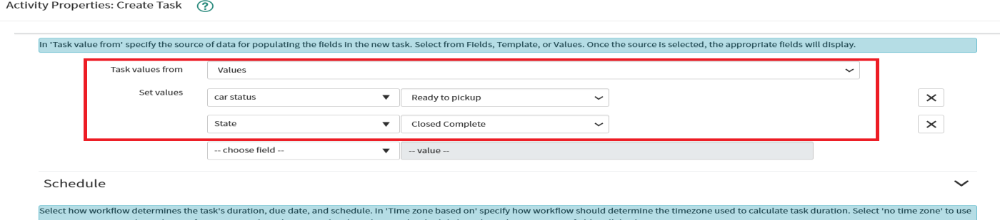 Activity Properties: Create Task ?
In 'Task value from' specify the source of data for populating the fields in the new task. Select from Fields, Template, or Values. Once the source is selected, the appropriate fields will display.
Task values from Values
Set values car status Ready to pickup
State Closed Complete
-- choose field -- -- value --
Schedule
Select how workflow determines the task's duration, due date, and schedule. In 'Time zone based on' specify how workflow should determine the timezone used to calculate task duration. Select 'no time zone' to use